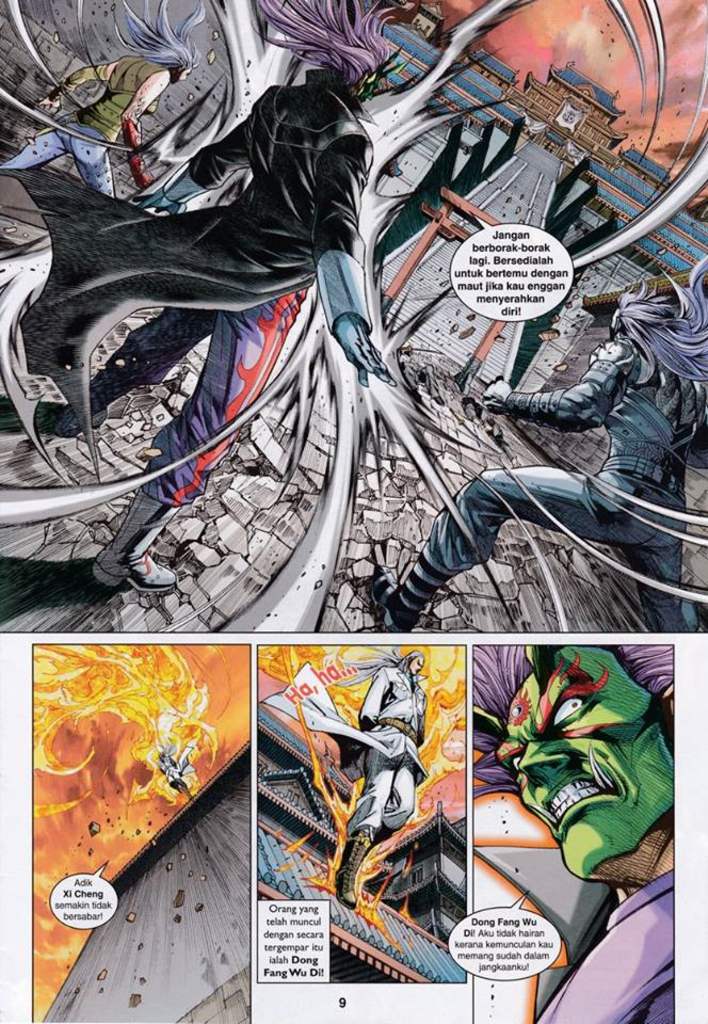 Jangan
berborak-borak
lagi. Bersedialah
untuk bertemu dengan
maut jika kau enggan
menyerahkan
diri!
Adik
Xi Cheng
semakin tidak
bersabar!
Ha, ha...
Orang yang
telah muncul
dengan secara
tergempar itu
ialah Dong
Fang Wu Di!
Dong Fang Wu
Di! Aku tidak hairan
kerana kemunculan kau
memang sudah dalam
jangkaanku!
9